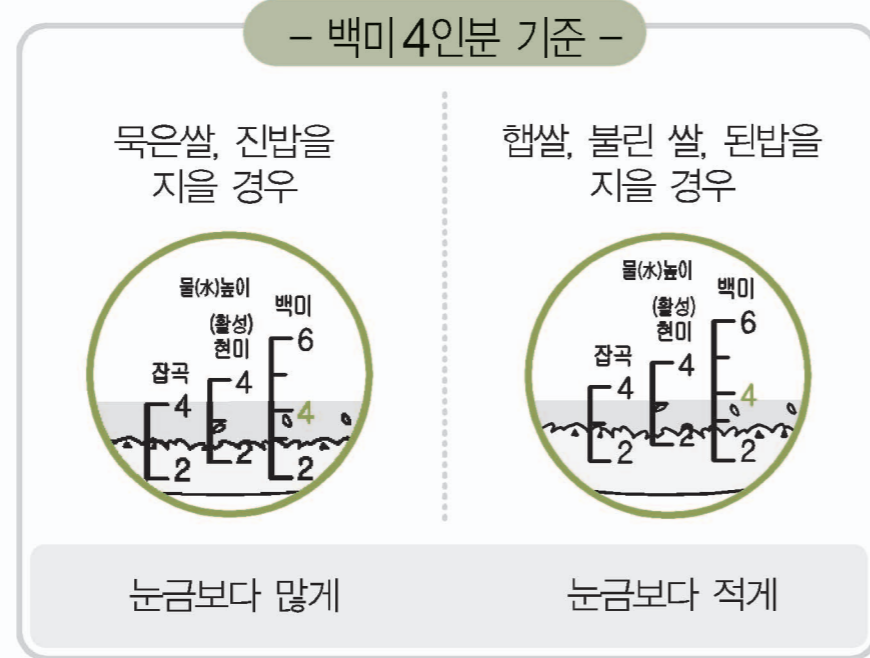 – 백미 4인분 기준 –
묵은쌀, 진밥을
지을 경우
물(水)높이
백미
(활성)
현미
잡곡
6
4
4
4
2
2
2
눈금보다 많게
햅쌀, 불린 쌀, 된밥을
지을 경우
물(水)높이
백미
(활성)
현미
잡곡
6
4
4
4
2
2
2
눈금보다 적게